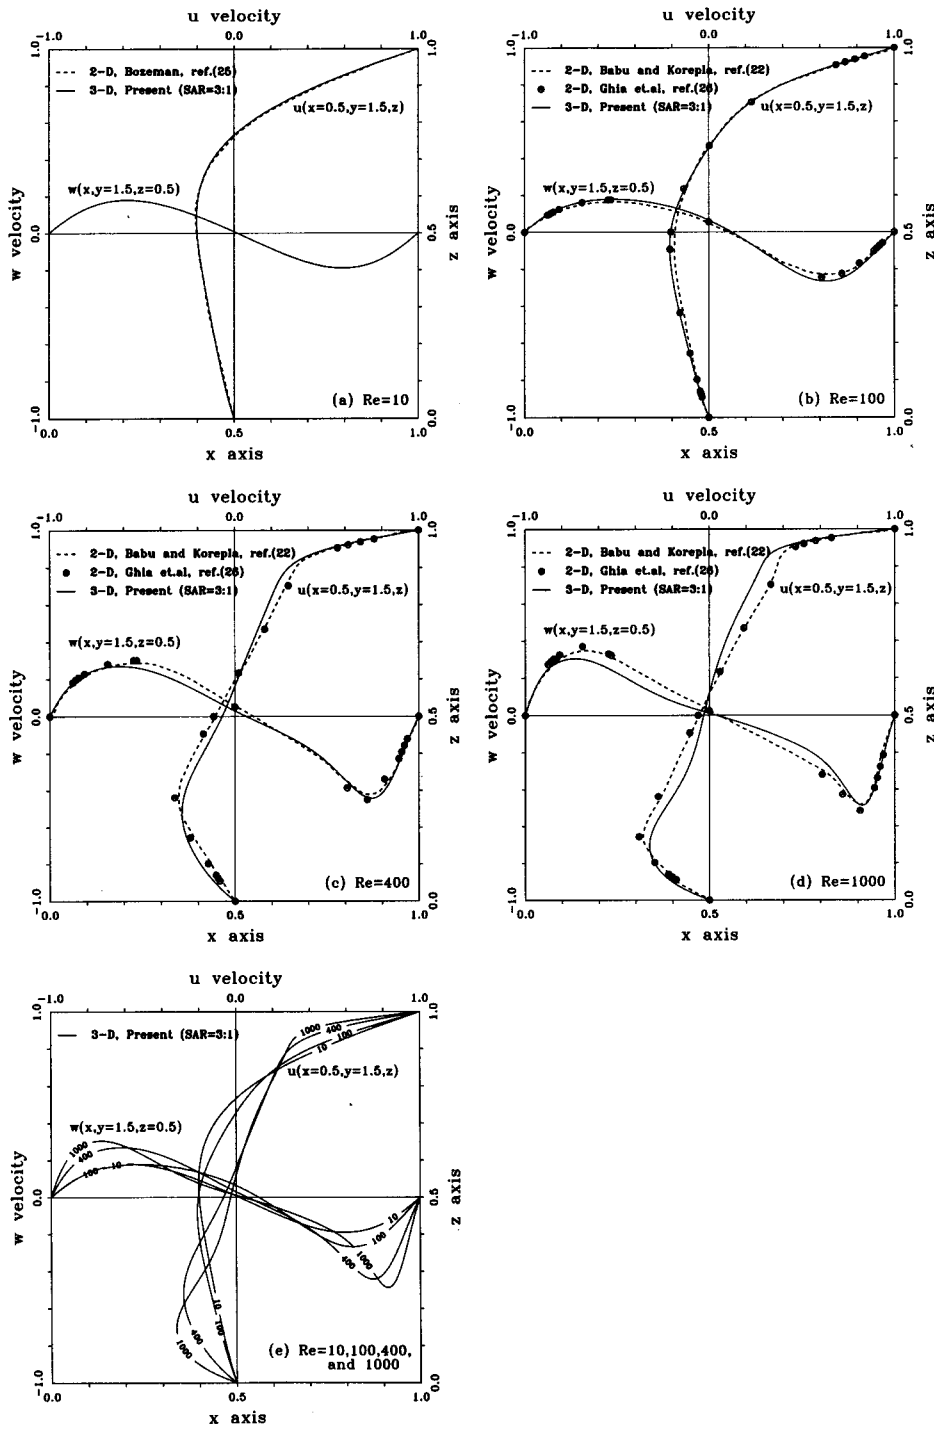 u velocity
-1.0 0.0 1.0
2-D, Bozeman, ref.(25)
3-D, Present (SAR=3:1)
u(x=0.5,y=1.5,z)
w(x,y=1.5,z=0.5)
w velocity
1.0
0.0
-1.0
z axis
1.0
0.5
0.0
(a) Re=10
0.0 0.5 1.0
x axis
u velocity
-1.0 0.0 1.0
2-D, Babu and Korepla, ref.(22)
2-D, Ghia et.al, ref.(26)
3-D, Present (SAR=3:1)
u(x=0.5,y=1.5,z)
w(x,y=1.5,z=0.5)
w velocity
1.0
0.0
-1.0
z axis
1.0
0.5
0.0
(b) Re=100
0.0 0.5 1.0
x axis
u velocity
-1.0 0.0 1.0
2-D, Babu and Korepla, ref.(22)
2-D, Ghia et.al, ref.(26)
3-D, Present (SAR=3:1)
u(x=0.5,y=1.5,z)
w(x,y=1.5,z=0.5)
w velocity
1.0
0.0
-1.0
z axis
1.0
0.5
0.0
(c) Re=400
0.0 0.5 1.0
x axis
u velocity
-1.0 0.0 1.0
2-D, Babu and Korepla, ref.(22)
2-D, Ghia et.al, ref.(26)
3-D, Present (SAR=3:1)
u(x=0.5,y=1.5,z)
w(x,y=1.5,z=0.5)
w velocity
1.0
0.0
-1.0
z axis
1.0
0.5
0.0
(d) Re=1000
0.0 0.5 1.0
x axis
u velocity
-1.0 0.0 1.0
3-D, Present (SAR=3:1)
1000 400
10 100
u(x=0.5,y=1.5,z)
w(x,y=1.5,z=0.5)
1000
400
100 10
10
100
1000
400
10
100
400
1000
w velocity
1.0
0.0
-1.0
z axis
1.0
0.5
0.0
(e) Re=10,100,400,
and 1000
0.0 0.5 1.0
x axis